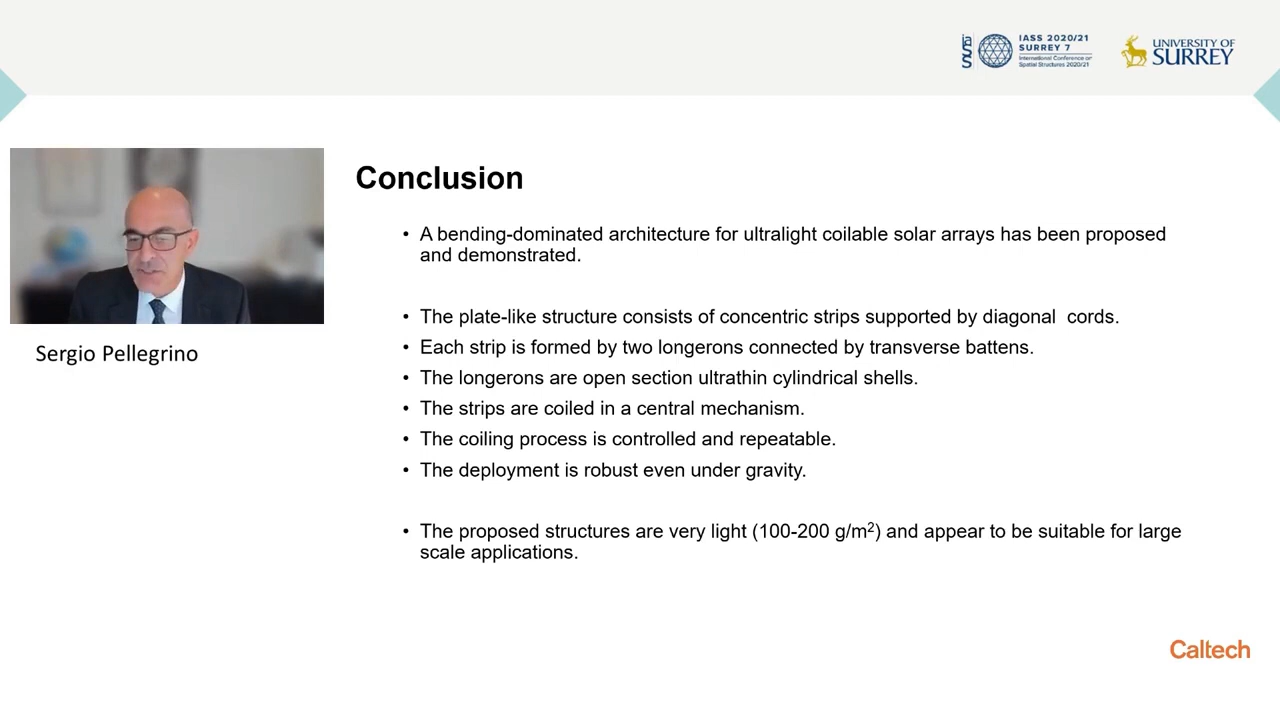 iass
IASS 2020/21
SURREY 7
International Conference on
Spatial Structures 2020/21
UNIVERSITY OF
SURREY
Sergio Pellegrino
Conclusion
• A bending-dominated architecture for ultralight coilable solar arrays has been proposed
and demonstrated.
• The plate-like structure consists of concentric strips supported by diagonal  cords.
• Each strip is formed by two longerons connected by transverse battens.
• The longerons are open section ultrathin cylindrical shells.
• The strips are coiled in a central mechanism.
• The coiling process is controlled and repeatable.
• The deployment is robust even under gravity.
• The proposed structures are very light (100-200 g/m²) and appear to be suitable for large
scale applications.
Caltech